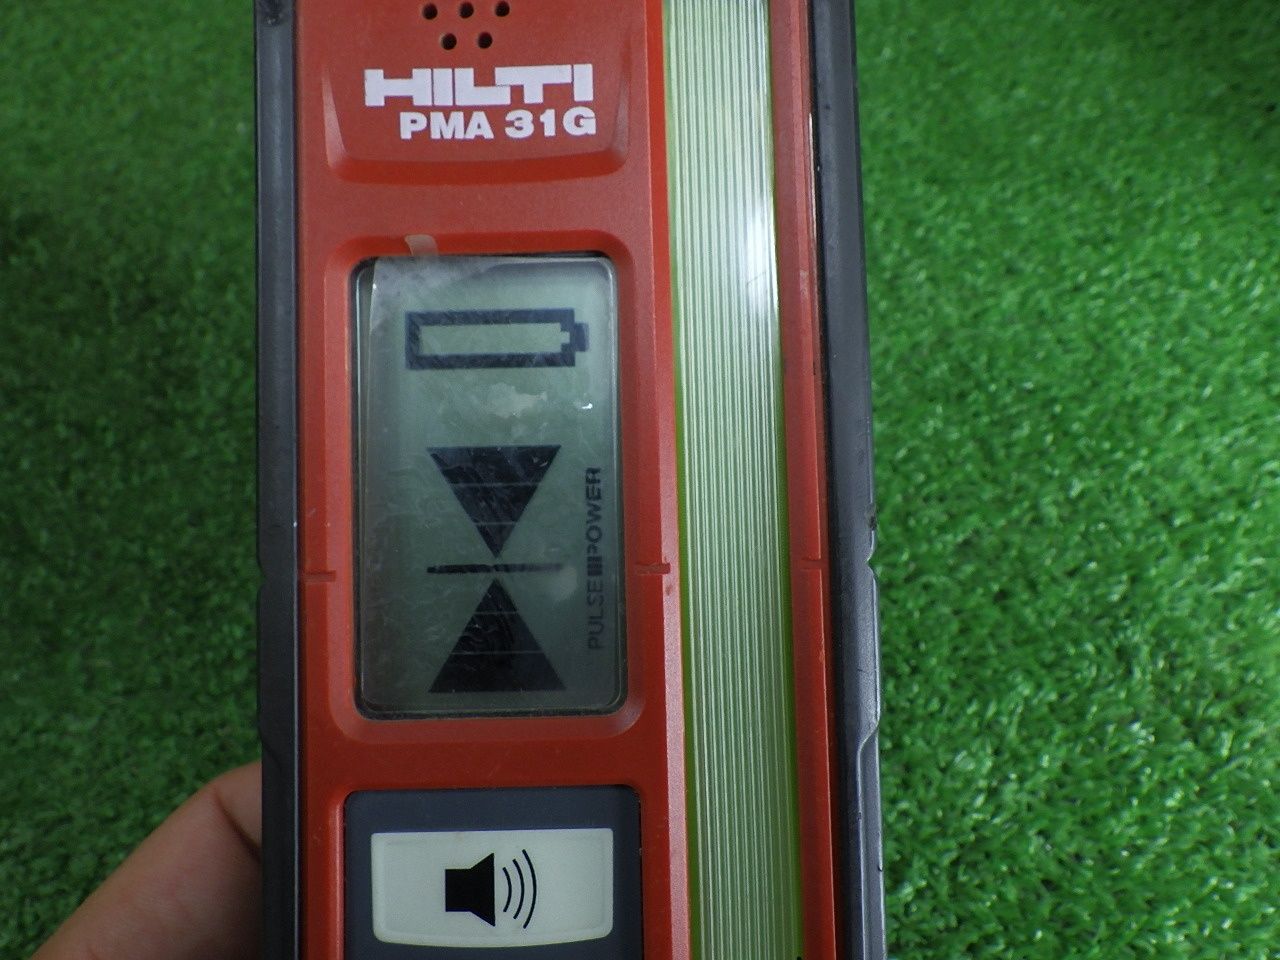 HILTI
PMA 31G
PULSE POWER